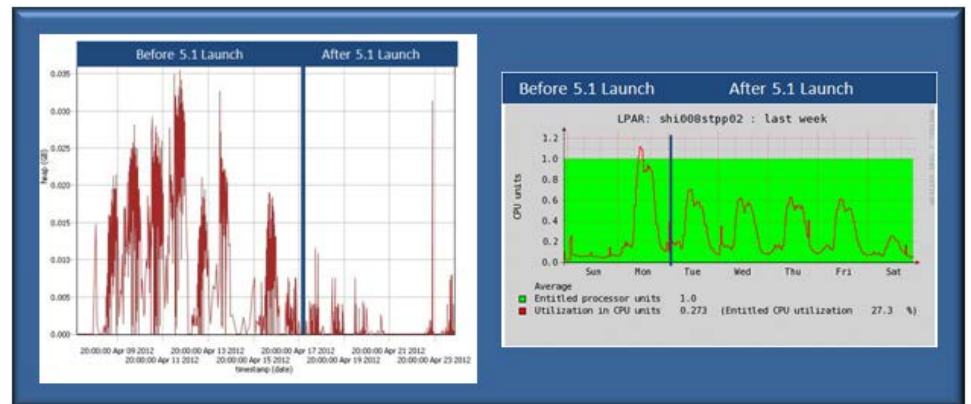 Before 5.1 Launch
After 5.1 Launch
0.035
0.030
0.025
0.020
0.015
0.010
0.005
0.000
heap (GB)
20:00:00 Apr 09 2012 20:00:00 Apr 13 2012 20:00:00 Apr 17 2012 20:00:00 Apr 21 2012
20:00:00 Apr 11 2012 20:00:00 Apr 15 2012 20:00:00 Apr 19 2012 20:00:00 Apr 23 2012
timestamp (date)
Before 5.1 Launch
After 5.1 Launch
LPAR: shi008stpp02 : last week
1.2
1.0
0.8
0.6
0.4
0.2
0.0
CPU units
Sun Mon Tue Wed Thu Fri Sat
Average
Entitled processor units 1.0
Utilization in CPU units 0.273 (Entitled CPU utilization 27.3 %)